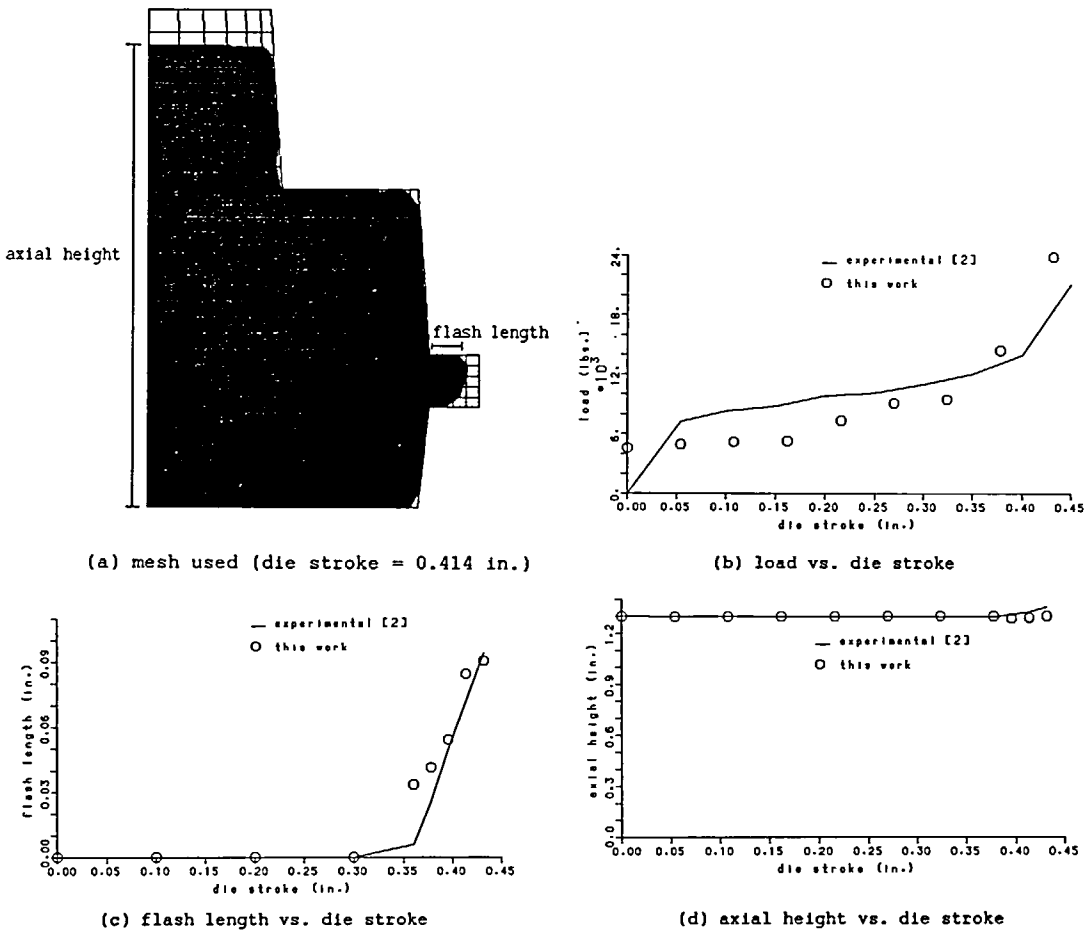 axial height
flash length
(a) mesh used (die stroke = 0.414 in.)
experimental [2]
this work
load (lbs.)
*10³
24.
18.
12.
6.
0.
0.00 0.05 0.10 0.15 0.20 0.25 0.30 0.35 0.40 0.45
die stroke (in.)
(b) load vs. die stroke
experimental [2]
this work
flash length (in.)
0.09
0.06
0.03
0.00
0.00 0.05 0.10 0.15 0.20 0.25 0.30 0.35 0.40 0.45
die stroke (in.)
(c) flash length vs. die stroke
experimental [2]
this work
axial height (in.)
1.2
0.9
0.6
0.3
0.0
0.00 0.05 0.10 0.15 0.20 0.25 0.30 0.35 0.40 0.45
die stroke (in.)
(d) axial height vs. die stroke